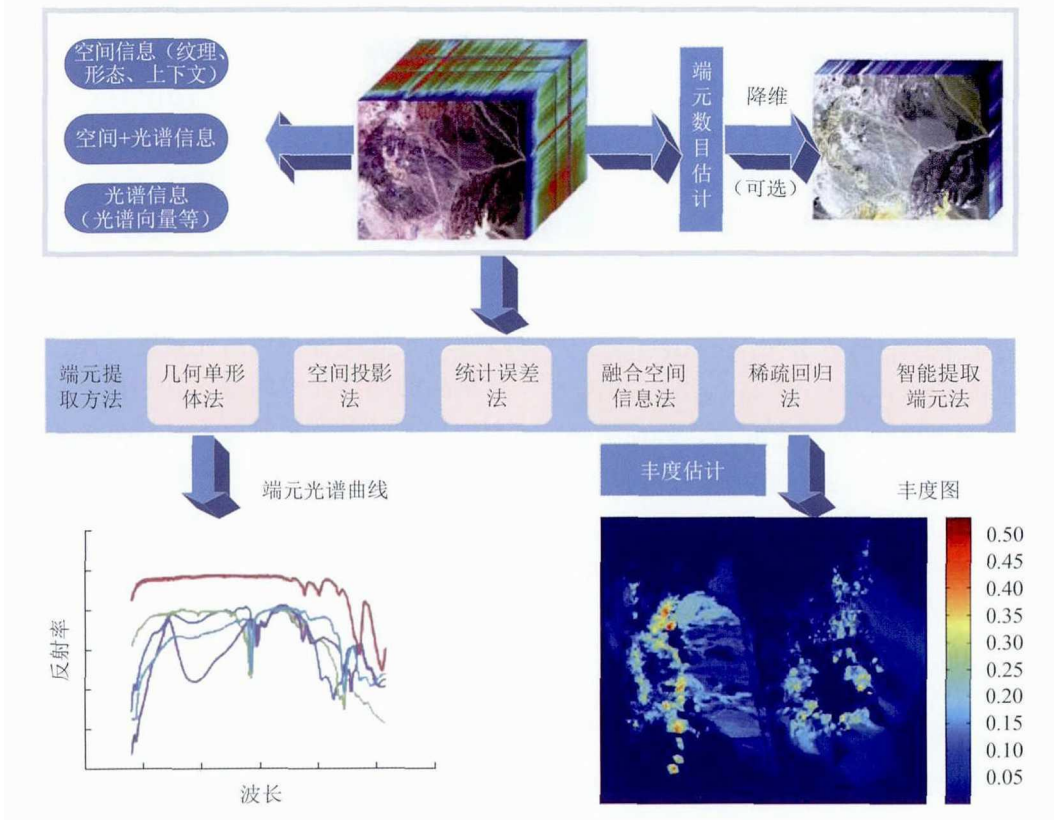 空间信息（纹理、
形态、上下文）
空间+光谱信息
光谱信息
（光谱向量等）
端
元
数
目
估
计
降维
（可选）
端元提
取方法
几何单形
体法
空间投影
法
统计误差
法
融合空间
信息法
稀疏回归
法
智能提取
端元法
端元光谱曲线
反射率
波长
丰度估计
丰度图
0.50
0.45
0.40
0.35
0.30
0.25
0.20
0.15
0.10
0.05